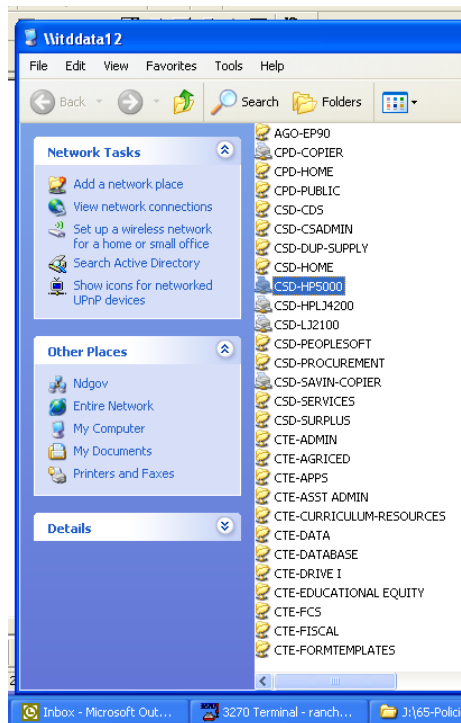 \\itddata12
File Edit View Favorites Tools Help
Back Search Folders
Network Tasks
Add a network place
View network connections
Set up a wireless network
for a home or small office
Search Active Directory
Show icons for networked
UPnP devices
Other Places
Ndgov
Entire Network
My Computer
My Documents
Printers and Faxes
Details
AGO-EP90
CPD-COPIER
CPD-HOME
CPD-PUBLIC
CSD-CDS
CSD-CSADMIN
CSD-DUP-SUPPLY
CSD-HOME
CSD-HP5000
CSD-HPLJ4200
CSD-LJ2100
CSD-PEOPLESOFT
CSD-PROCUREMENT
CSD-SAVIN-COPIER
CSD-SERVICES
CSD-SURPLUS
CTE-ADMIN
CTE-AGRICED
CTE-APPS
CTE-ASST ADMIN
CTE-CURRICULUM-RESOURCES
CTE-DATA
CTE-DATABASE
CTE-DRIVE I
CTE-EDUCATIONAL EQUITY
CTE-FCS
CTE-FISCAL
CTE-FORMTEMPLATES
Inbox - Microsoft Out... 3270 Terminal - ranch... J:\65-Polici